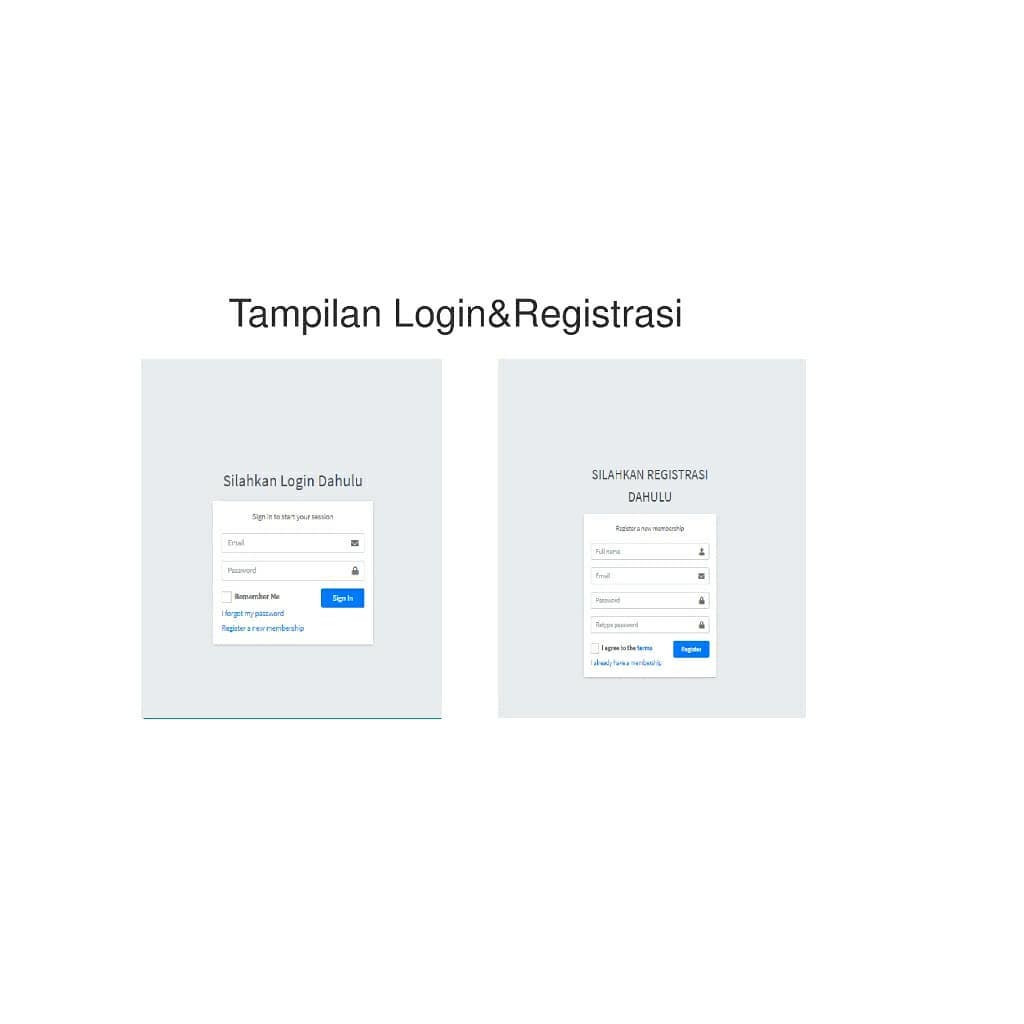 Tampilan Login&Registrasi
Silahkan Login Dahulu
Sign in to start your session
Email
Password
Remember Me
Sign In
I forgot my password
Register a new membership
SILAHKAN REGISTRASI
DAHULU
Register a new membership
Full name
Email
Password
Retype password
I agree to the terms
Register
I already have a membership